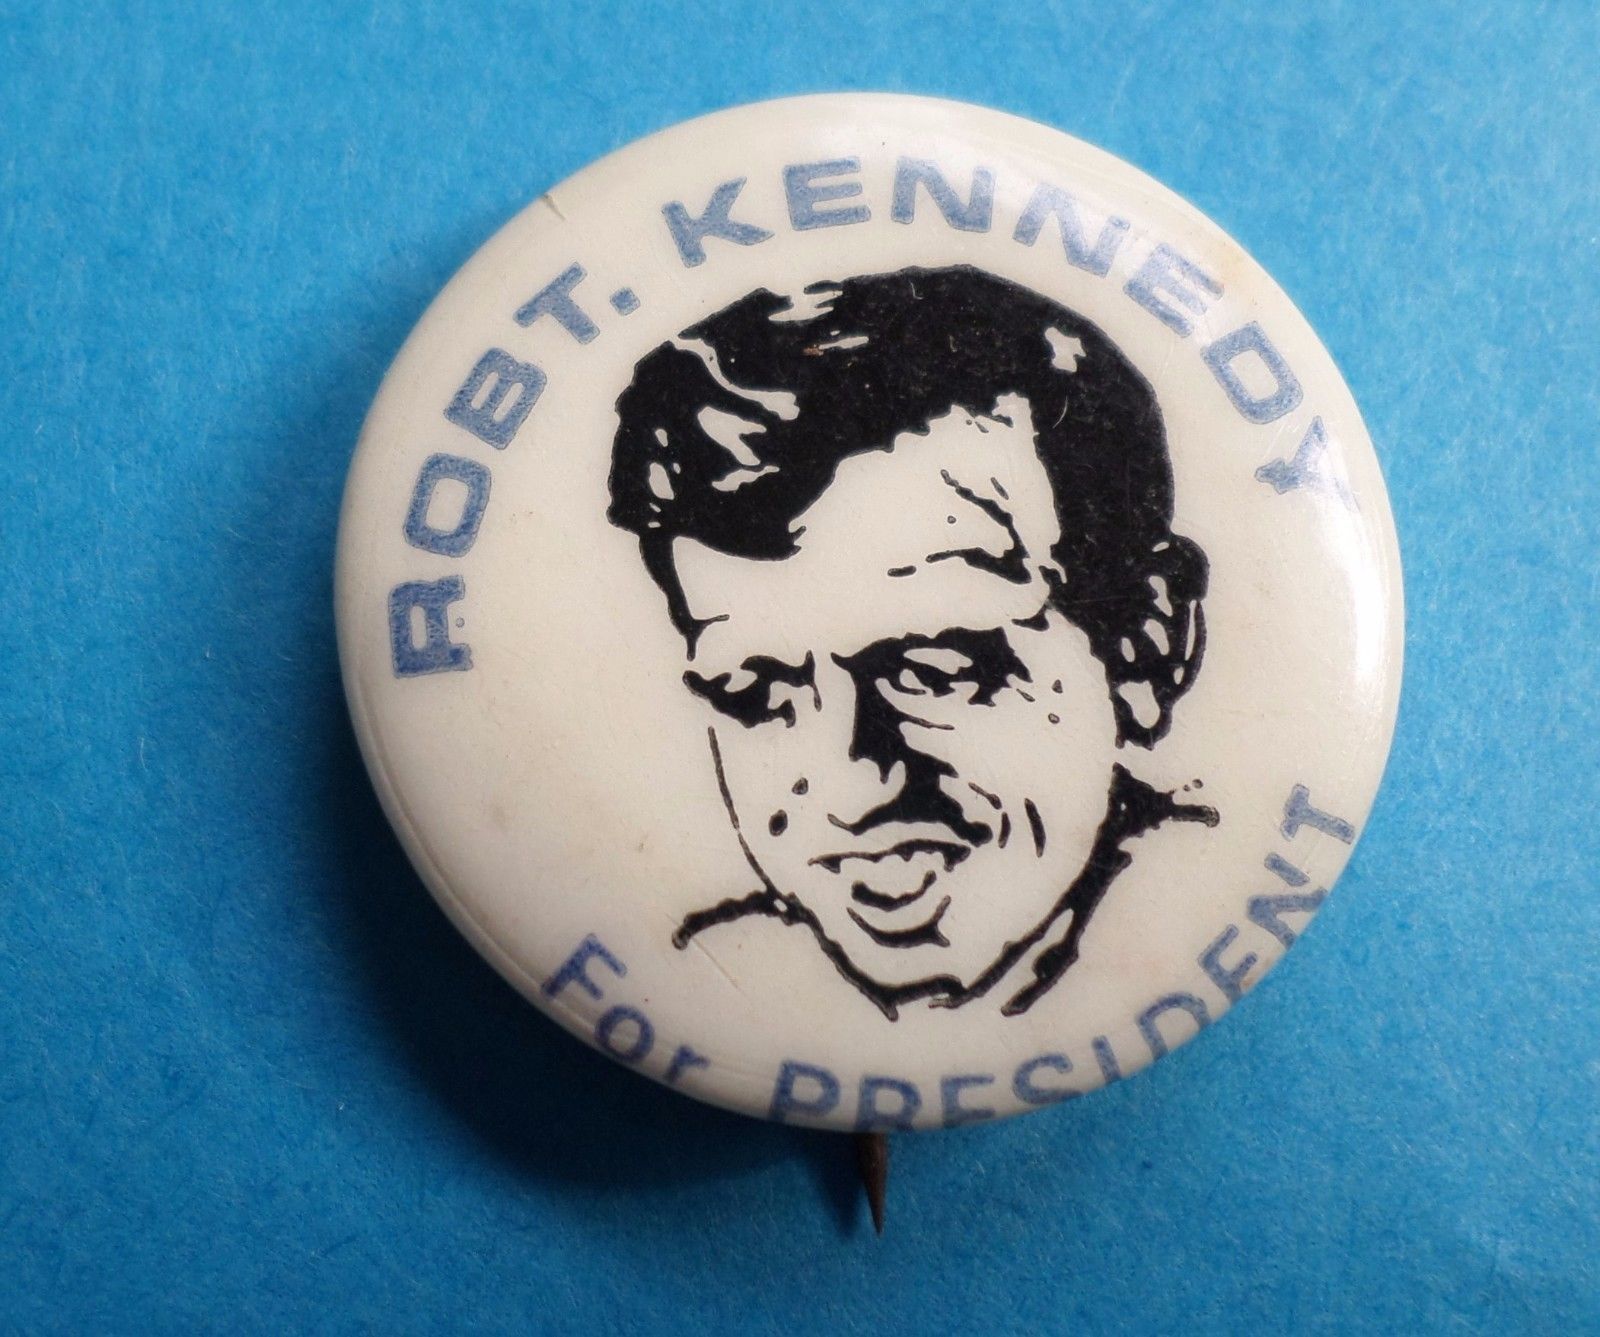 ROBT. KENNEDY
For PRESIDENT